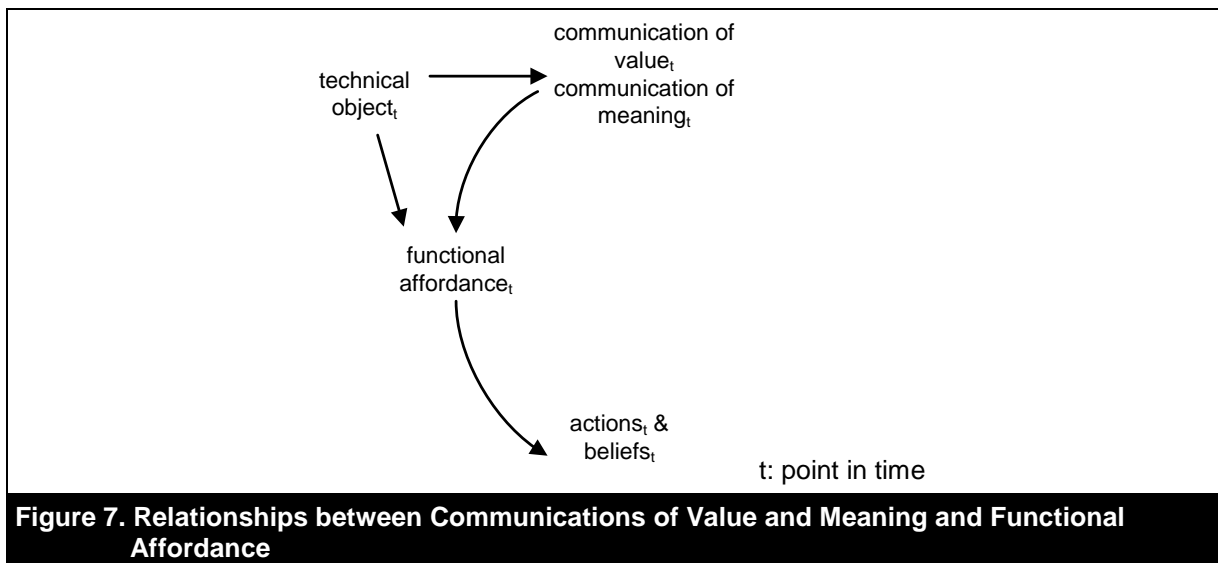 communication of
value_t
communication of
meaning_t
technical
object_t
functional
affordance_t
actions_t &
beliefs_t
t: point in time
Figure 7. Relationships between Communications of Value and Meaning and Functional
Affordance